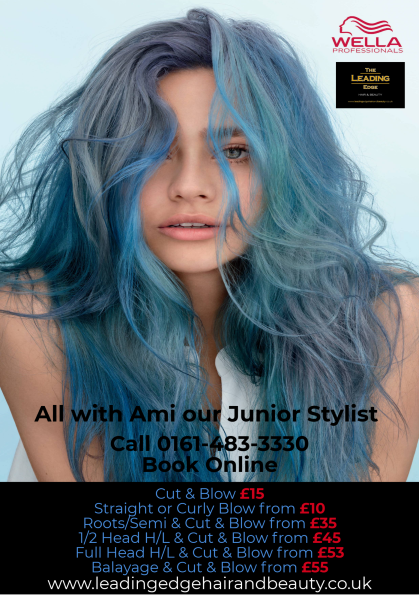 WELLA
PROFESSIONALS
THE
LEADING
EDGE
HAIR & BEAUTY
All with Ami our Junior Stylist
Call 0161-483-3330
Book Online
Cut & Blow £15
Straight or Curly Blow from £10
Roots/Semi & Cut & Blow from £35
1/2 Head H/L & Cut & Blow from £45
Full Head H/L & Cut & Blow from £53
Balayage & Cut & Blow from £55
www.leadingedgehairandbeauty.co.uk